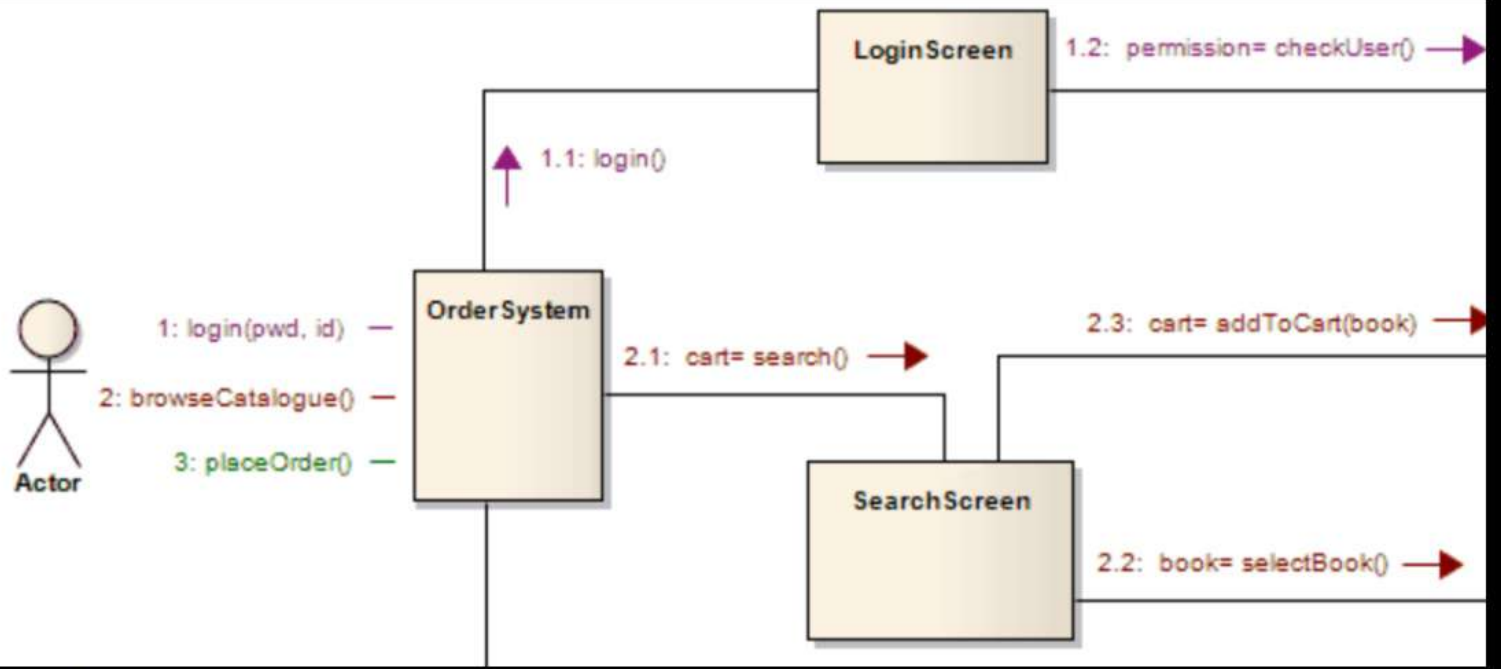 LoginScreen
1.2: permission= checkUser()
1.1: login()
OrderSystem
1: login(pwd, id)
2.3: cart= addToCart(book)
2.1: cart= search()
2: browseCatalogue()
3: placeOrder()
Actor
SearchScreen
2.2: book= selectBook()